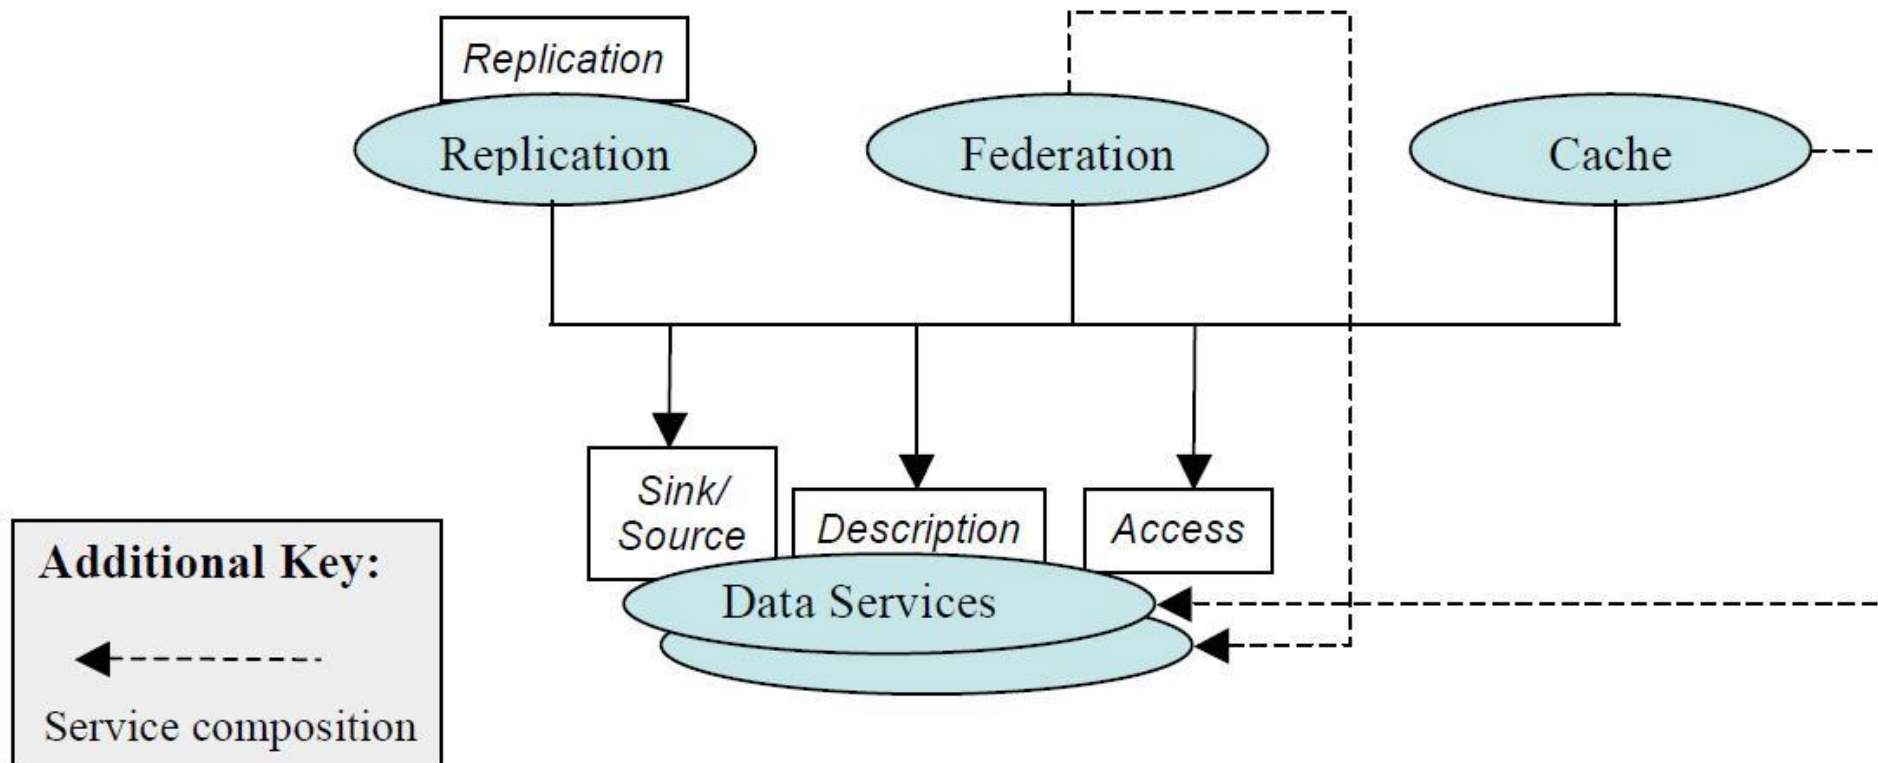 Replication
Replication
Federation
Cache
Sink/
Source
Description
Access
Data Services
Additional Key:
Service composition